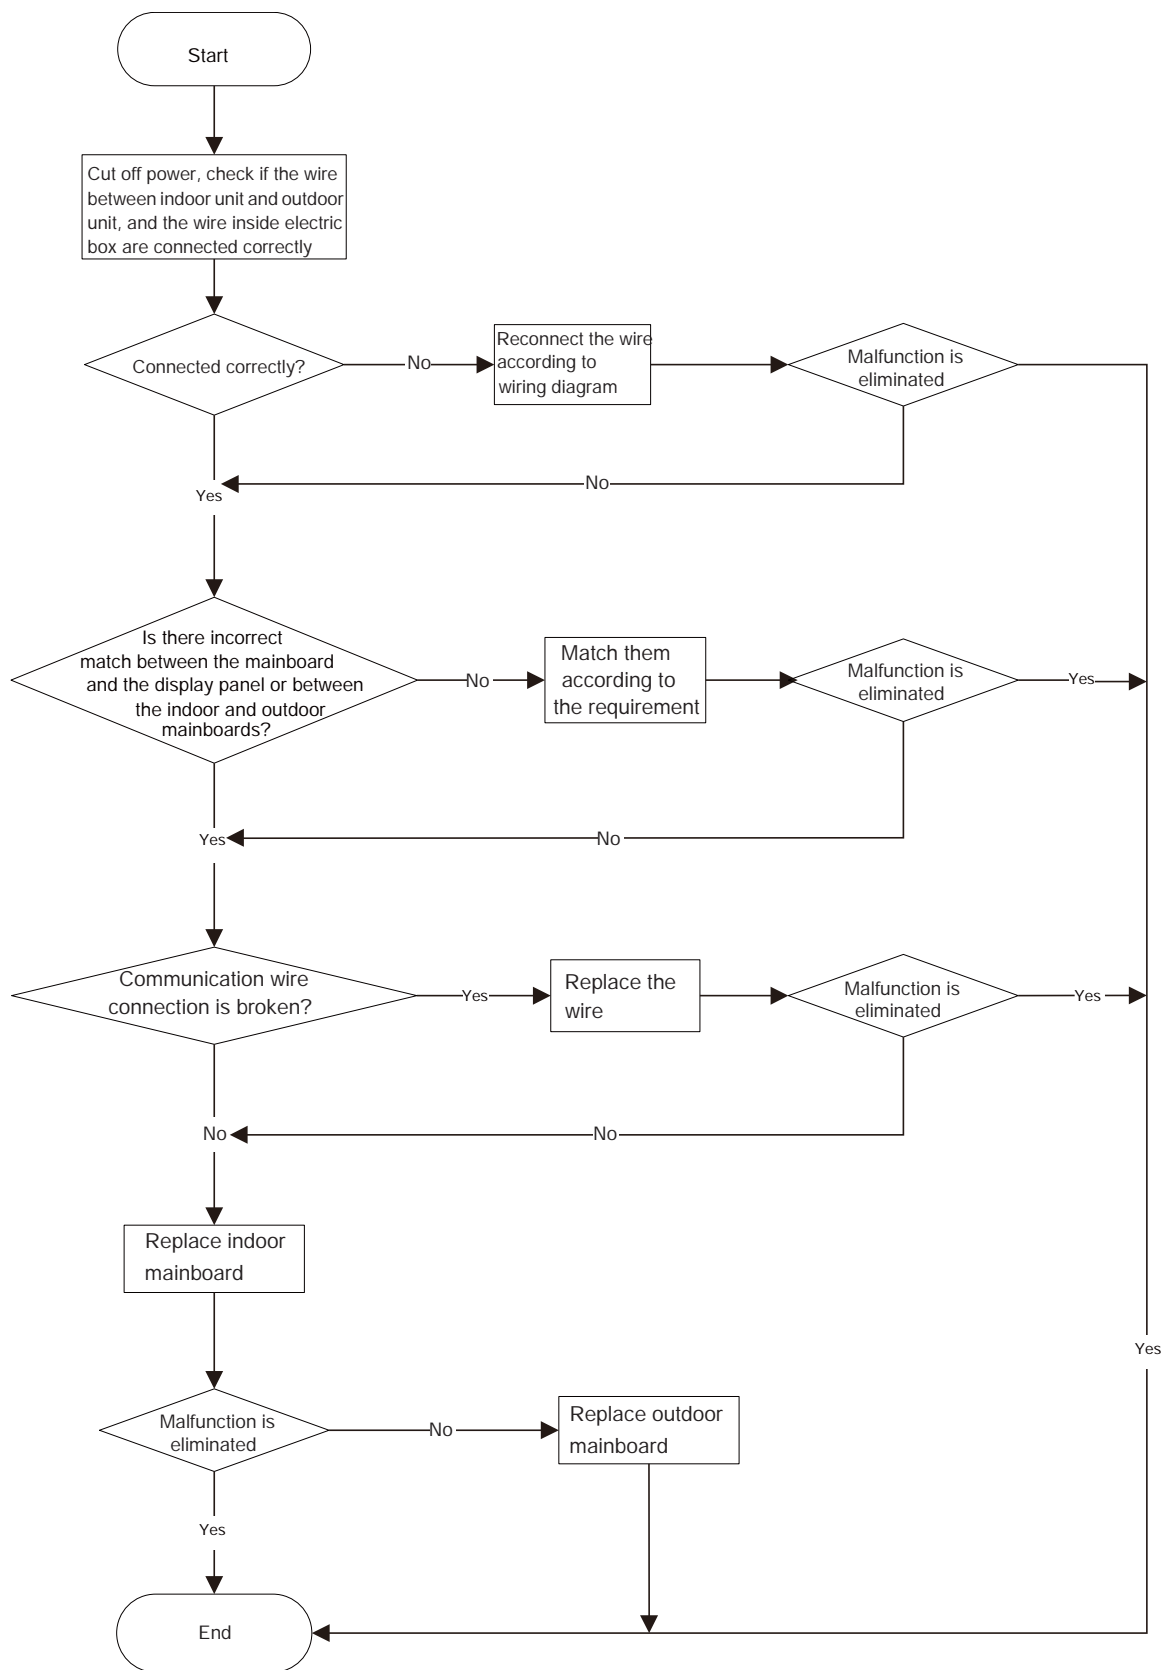 Start
Cut off power, check if the wire
between indoor unit and outdoor
unit, and the wire inside electric
box are connected correctly
Connected correctly?
No
Reconnect the wire
according to
wiring diagram
Malfunction is
eliminated
No
Yes
Is there incorrect
match between the mainboard
and the display panel or between
the indoor and outdoor
mainboards?
No
Match them
according to
the requirement
Malfunction is
eliminated
Yes
No
Yes
Communication wire
connection is broken?
Yes
Replace the
wire
Malfunction is
eliminated
Yes
No
No
Replace indoor
mainboard
Yes
Malfunction is
eliminated
No
Replace outdoor
mainboard
Yes
End